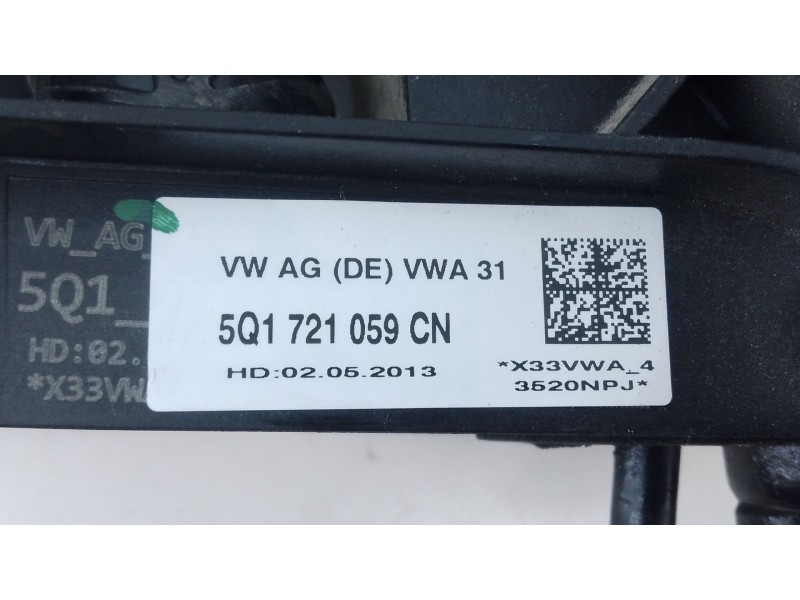 VW_AG_
5Q1_
HD:02.
*X33VW
VW AG (DE) VWA 31
5Q1 721 059 CN
HD:02.05.2013
*X33VWA_4
3520NPJ*